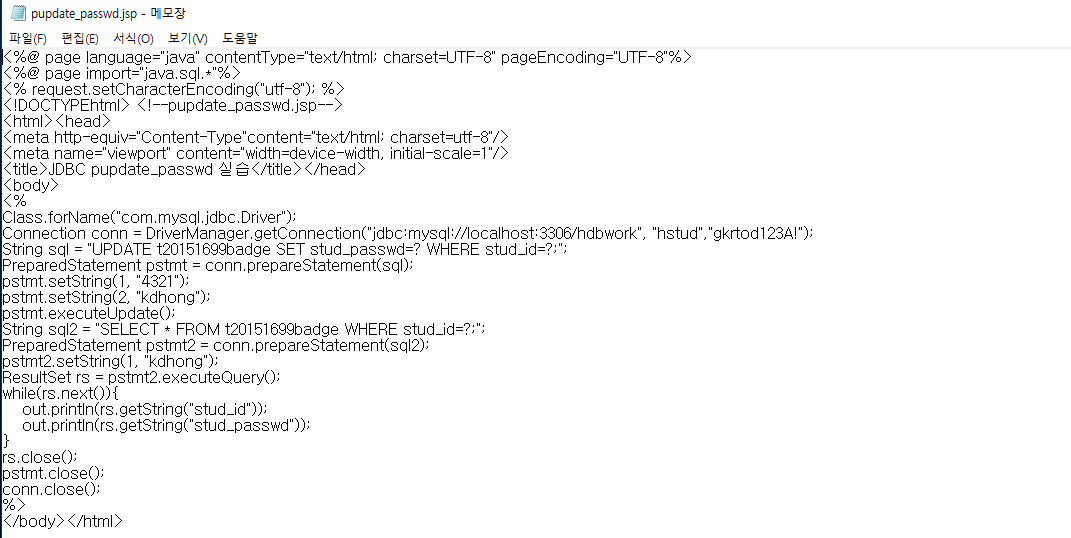 pupdate_passwd.jsp - 메모장
파일(F) 편집(E) 서식(O) 보기(V) 도움말
<%@ page language="java" contentType="text/html; charset=UTF-8" pageEncoding="UTF-8"%>
<%@ page import="java.sql.*"%>
<% request.setCharacterEncoding("utf-8"); %>
<!DOCTYPEhtml> <!--pupdate_passwd.jsp-->
<html><head>
<meta http-equiv="Content-Type"content="text/html; charset=utf-8"/>
<meta name="viewport" content="width=device-width, initial-scale=1"/>
<title>JDBC pupdate_passwd 실습</title></head>
<body>
<%
Class.forName("com.mysql.jdbc.Driver");
Connection conn = DriverManager.getConnection("jdbc:mysql://localhost:3306/hdbwork", "hstud","gkrtod123A!");
String sql = "UPDATE t20151699badge SET stud_passwd=? WHERE stud_id=?;";
PreparedStatement pstmt = conn.prepareStatement(sql);
pstmt.setString(1, "4321");
pstmt.setString(2, "kdhong");
pstmt.executeUpdate();
String sql2 = "SELECT * FROM t20151699badge WHERE stud_id=?;";
PreparedStatement pstmt2 = conn.prepareStatement(sql2);
pstmt2.setString(1, "kdhong");
ResultSet rs = pstmt2.executeQuery();
while(rs.next()){
    out.println(rs.getString("stud_id"));
    out.println(rs.getString("stud_passwd"));
}
rs.close();
pstmt.close();
conn.close();
%>
</body></html>